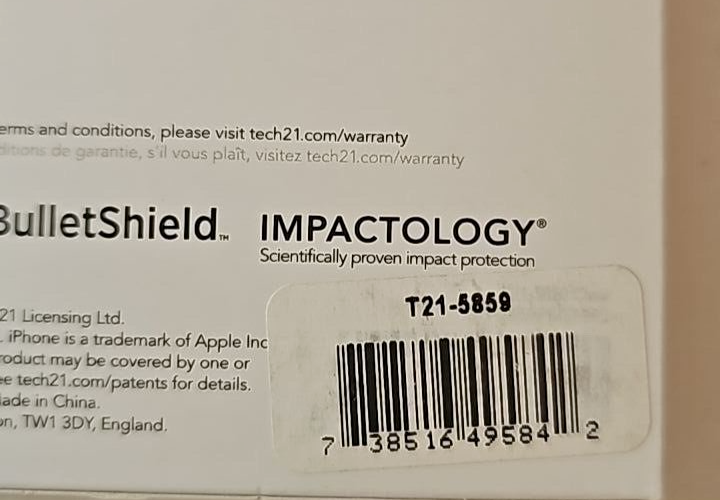 erms and conditions, please visit tech21.com/warranty
ditions de garantie, s'il vous plaît, visitez tech21.com/warranty
BulletShield™ IMPACTOLOGY®
Scientifically proven impact protection
T21-5859
21 Licensing Ltd.
. iPhone is a trademark of Apple Inc
roduct may be covered by one or
ee tech21.com/patents for details.
ade in China.
on, TW1 3DY, England.
7 38516 49584 2